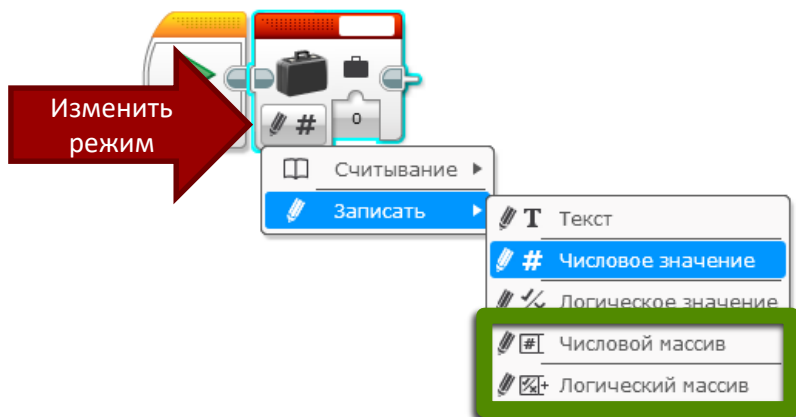 Изменить
режим
#
0
Считывание
Записать
T Текст
# Числовое значение
Логическое значение
# Числовой массив
Логический массив